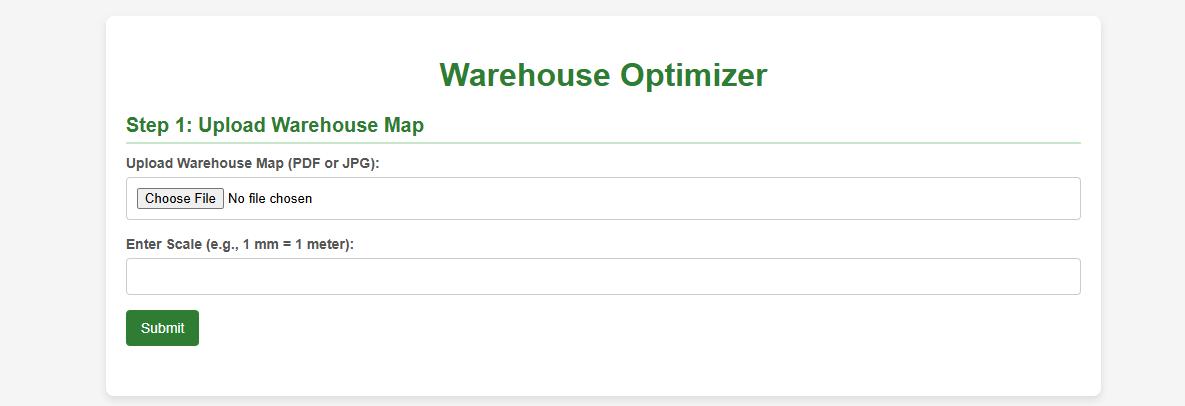 Warehouse Optimizer
Step 1: Upload Warehouse Map
Upload Warehouse Map (PDF or JPG):
Choose File No file chosen
Enter Scale (e.g., 1 mm = 1 meter):
Submit